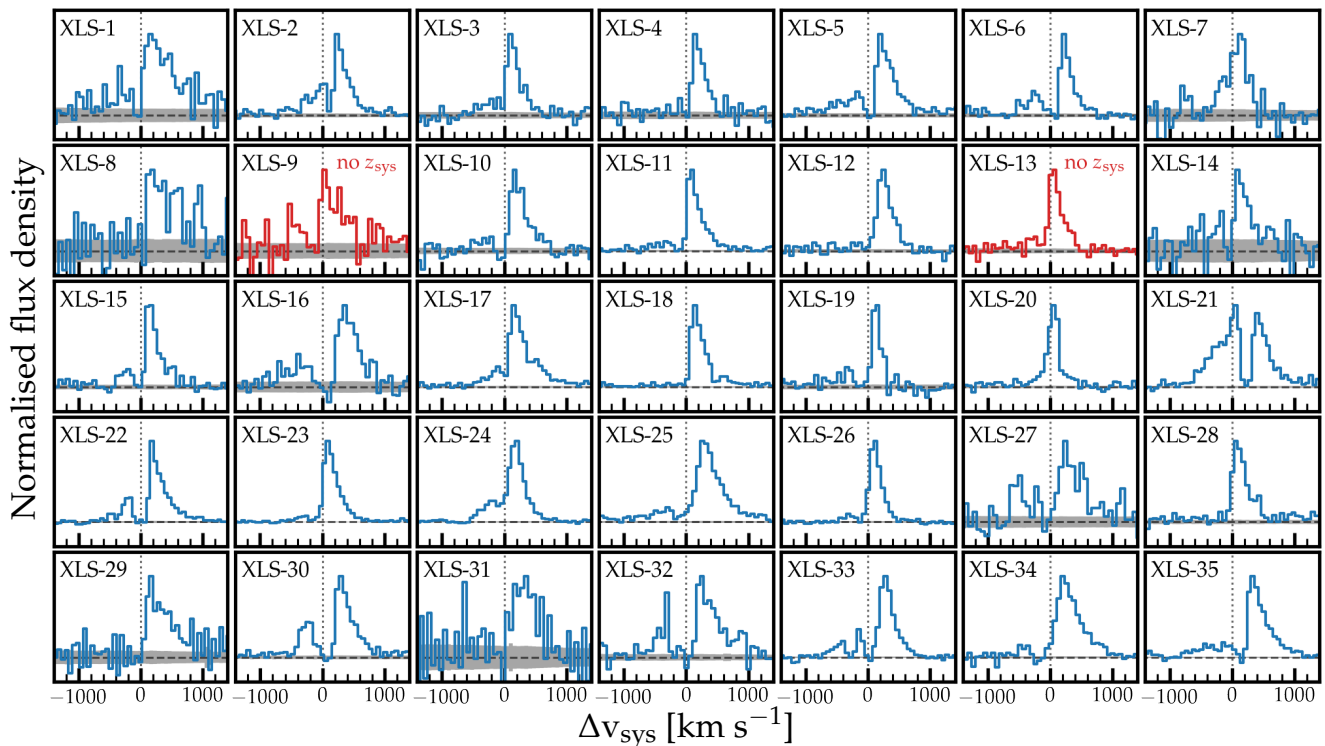 XLS-1 XLS-2 XLS-3 XLS-4 XLS-5 XLS-6 XLS-7
XLS-8 XLS-9 no z_sys XLS-10 XLS-11 XLS-12 XLS-13 no z_sys XLS-14
XLS-15 XLS-16 XLS-17 XLS-18 XLS-19 XLS-20 XLS-21
XLS-22 XLS-23 XLS-24 XLS-25 XLS-26 XLS-27 XLS-28
XLS-29 XLS-30 XLS-31 XLS-32 XLS-33 XLS-34 XLS-35
Normalised flux density
−1000 0 1000 −1000 0 1000 −1000 0 1000 −1000 0 1000 −1000 0 1000 −1000 0 1000 −1000 0 1000
Δv_sys [km s⁻¹]